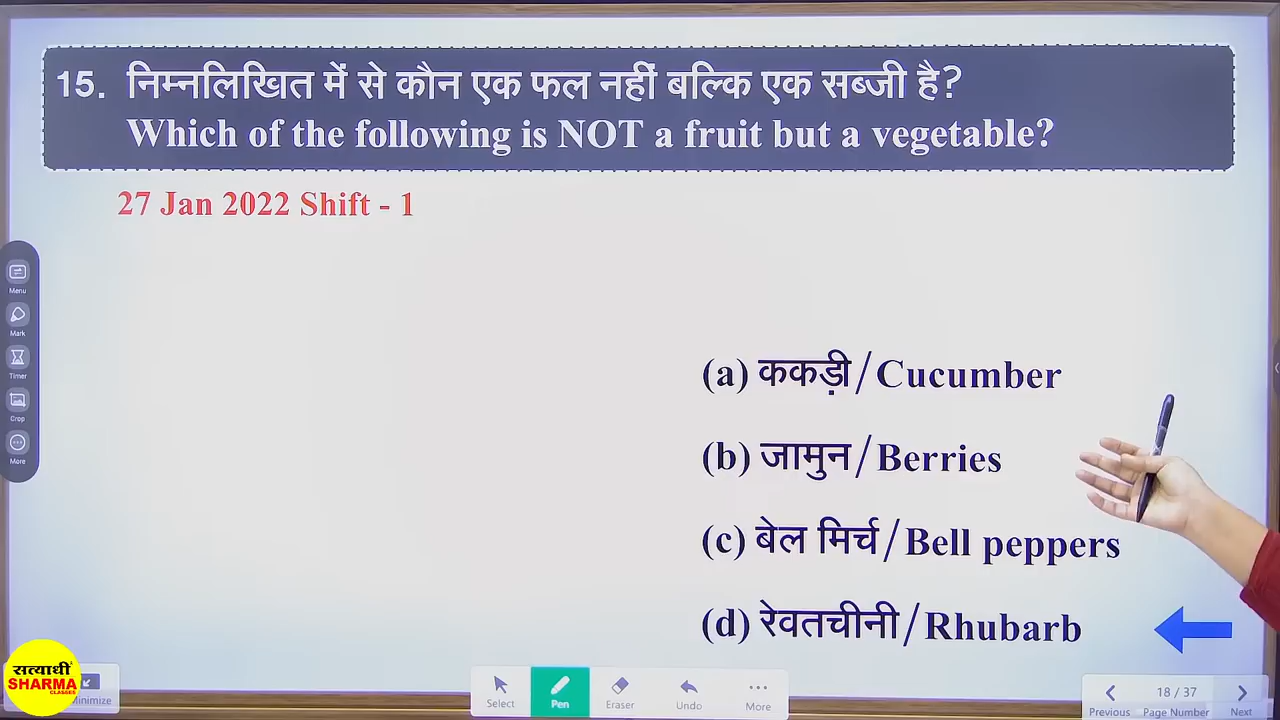 15. निम्नलिखित में से कौन एक फल नहीं बल्कि एक सब्जी है?
Which of the following is NOT a fruit but a vegetable?
27 Jan 2022 Shift - 1
(a) ककड़ी/Cucumber
(b) जामुन/Berries
(c) बेल मिर्च/Bell peppers
(d) रेवतचीनी/Rhubarb
Menu
Mark
Timer
Crop
More
सत्यार्थी
SHARMA
CLASSES
Minimize
Select
Pen
Eraser
Undo
More
18 / 37
Previous
Page Number
Next